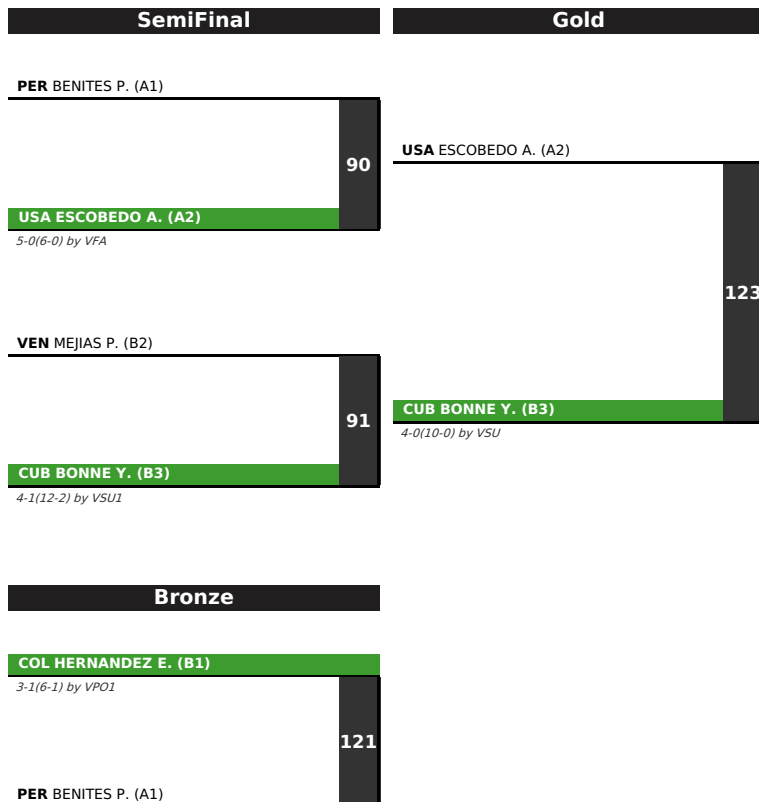 SemiFinal
Gold
PER BENITES P. (A1)
90
USA ESCOBEDO A. (A2)
5-0(6-0) by VFA
USA ESCOBEDO A. (A2)
123
CUB BONNE Y. (B3)
4-0(10-0) by VSU
VEN MEJIAS P. (B2)
91
CUB BONNE Y. (B3)
4-1(12-2) by VSU1
Bronze
COL HERNANDEZ E. (B1)
3-1(6-1) by VPO1
121
PER BENITES P. (A1)